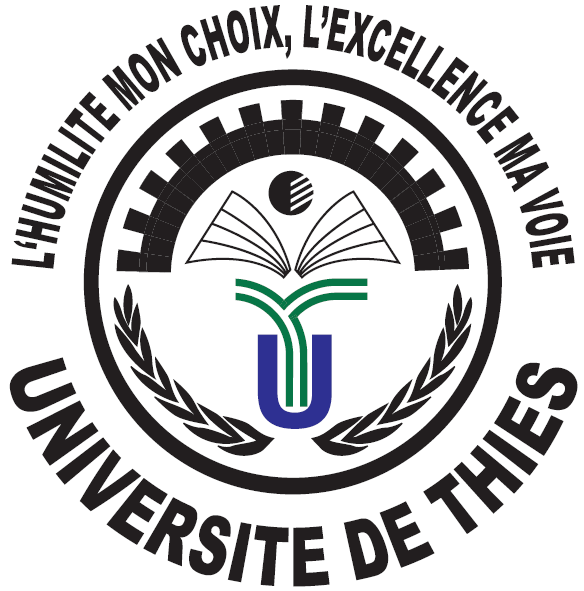 L'HUMILITE MON CHOIX, L'EXCELLENCE MA VOIE
UNIVERSITE DE THIES